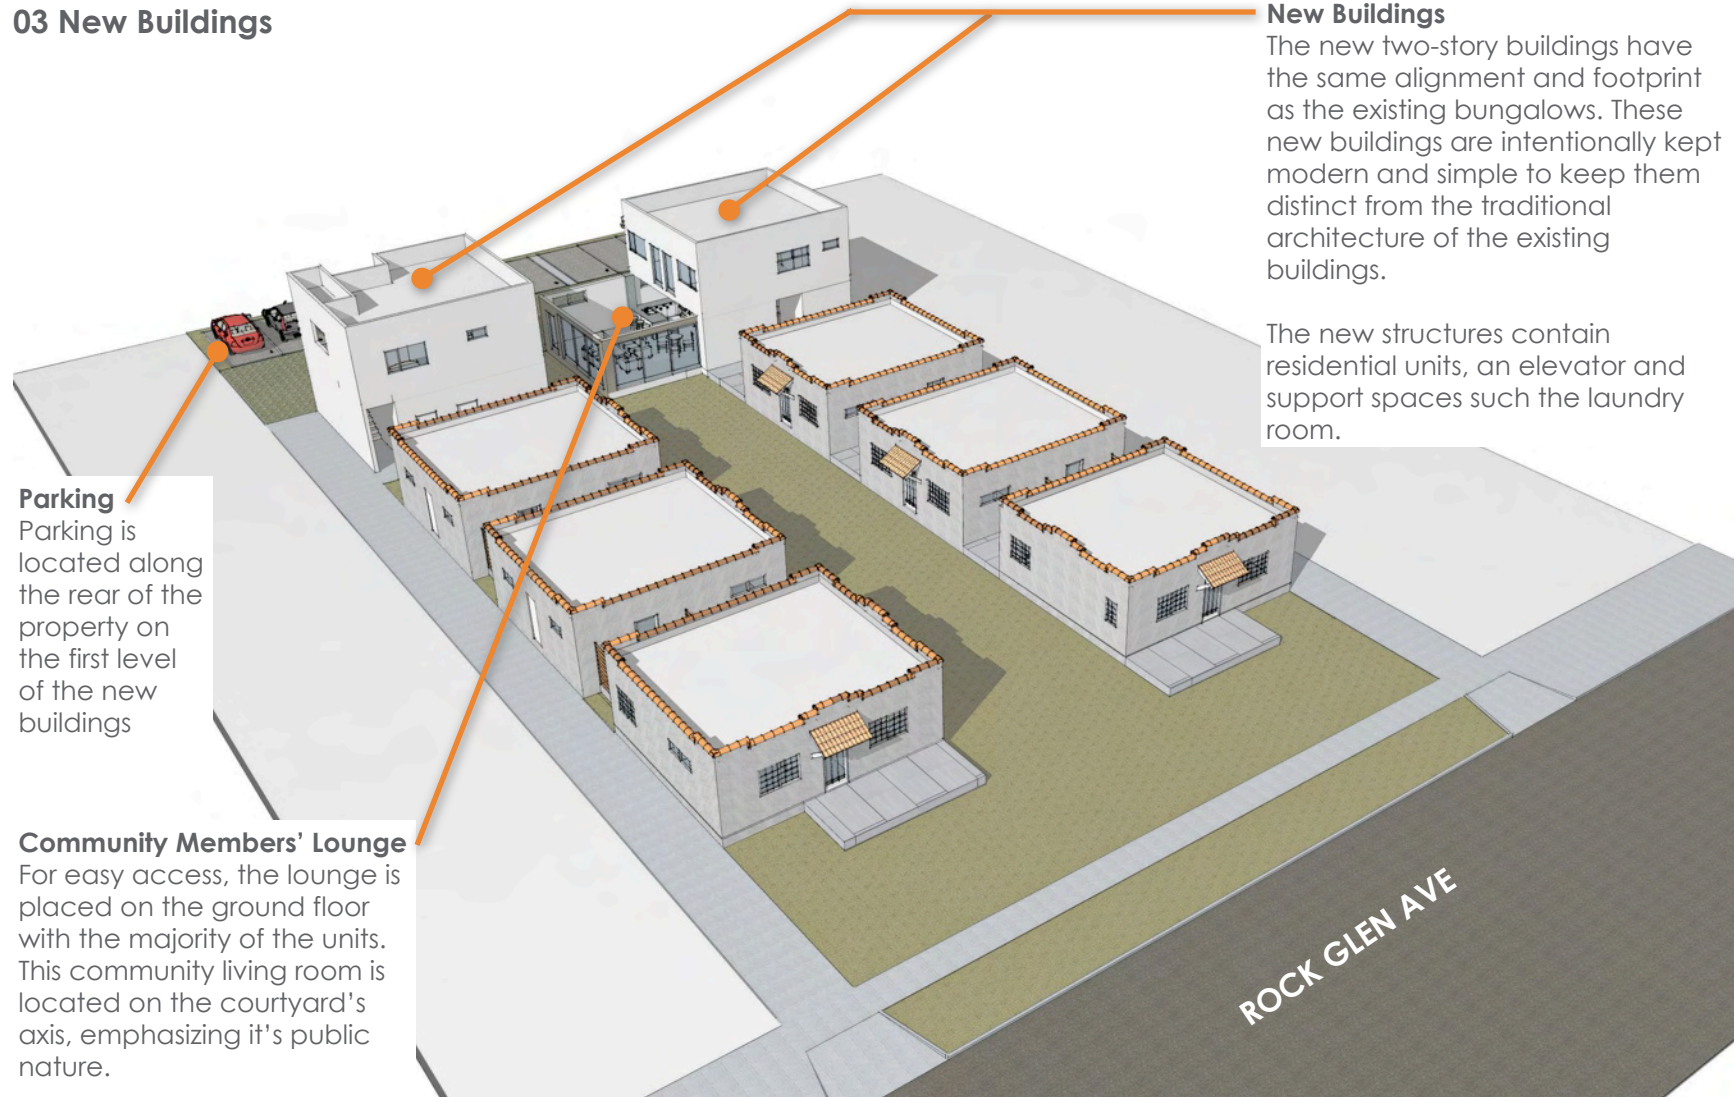 03 New Buildings
New Buildings
The new two-story buildings have
the same alignment and footprint
as the existing bungalows. These
new buildings are intentionally kept
modern and simple to keep them
distinct from the traditional
architecture of the existing
buildings.
The new structures contain
residential units, an elevator and
support spaces such the laundry
room.
Parking
Parking is
located along
the rear of the
property on
the first level
of the new
buildings
Community Members’ Lounge
For easy access, the lounge is
placed on the ground floor
with the majority of the units.
This community living room is
located on the courtyard’s
axis, emphasizing it’s public
nature.
ROCK GLEN AVE